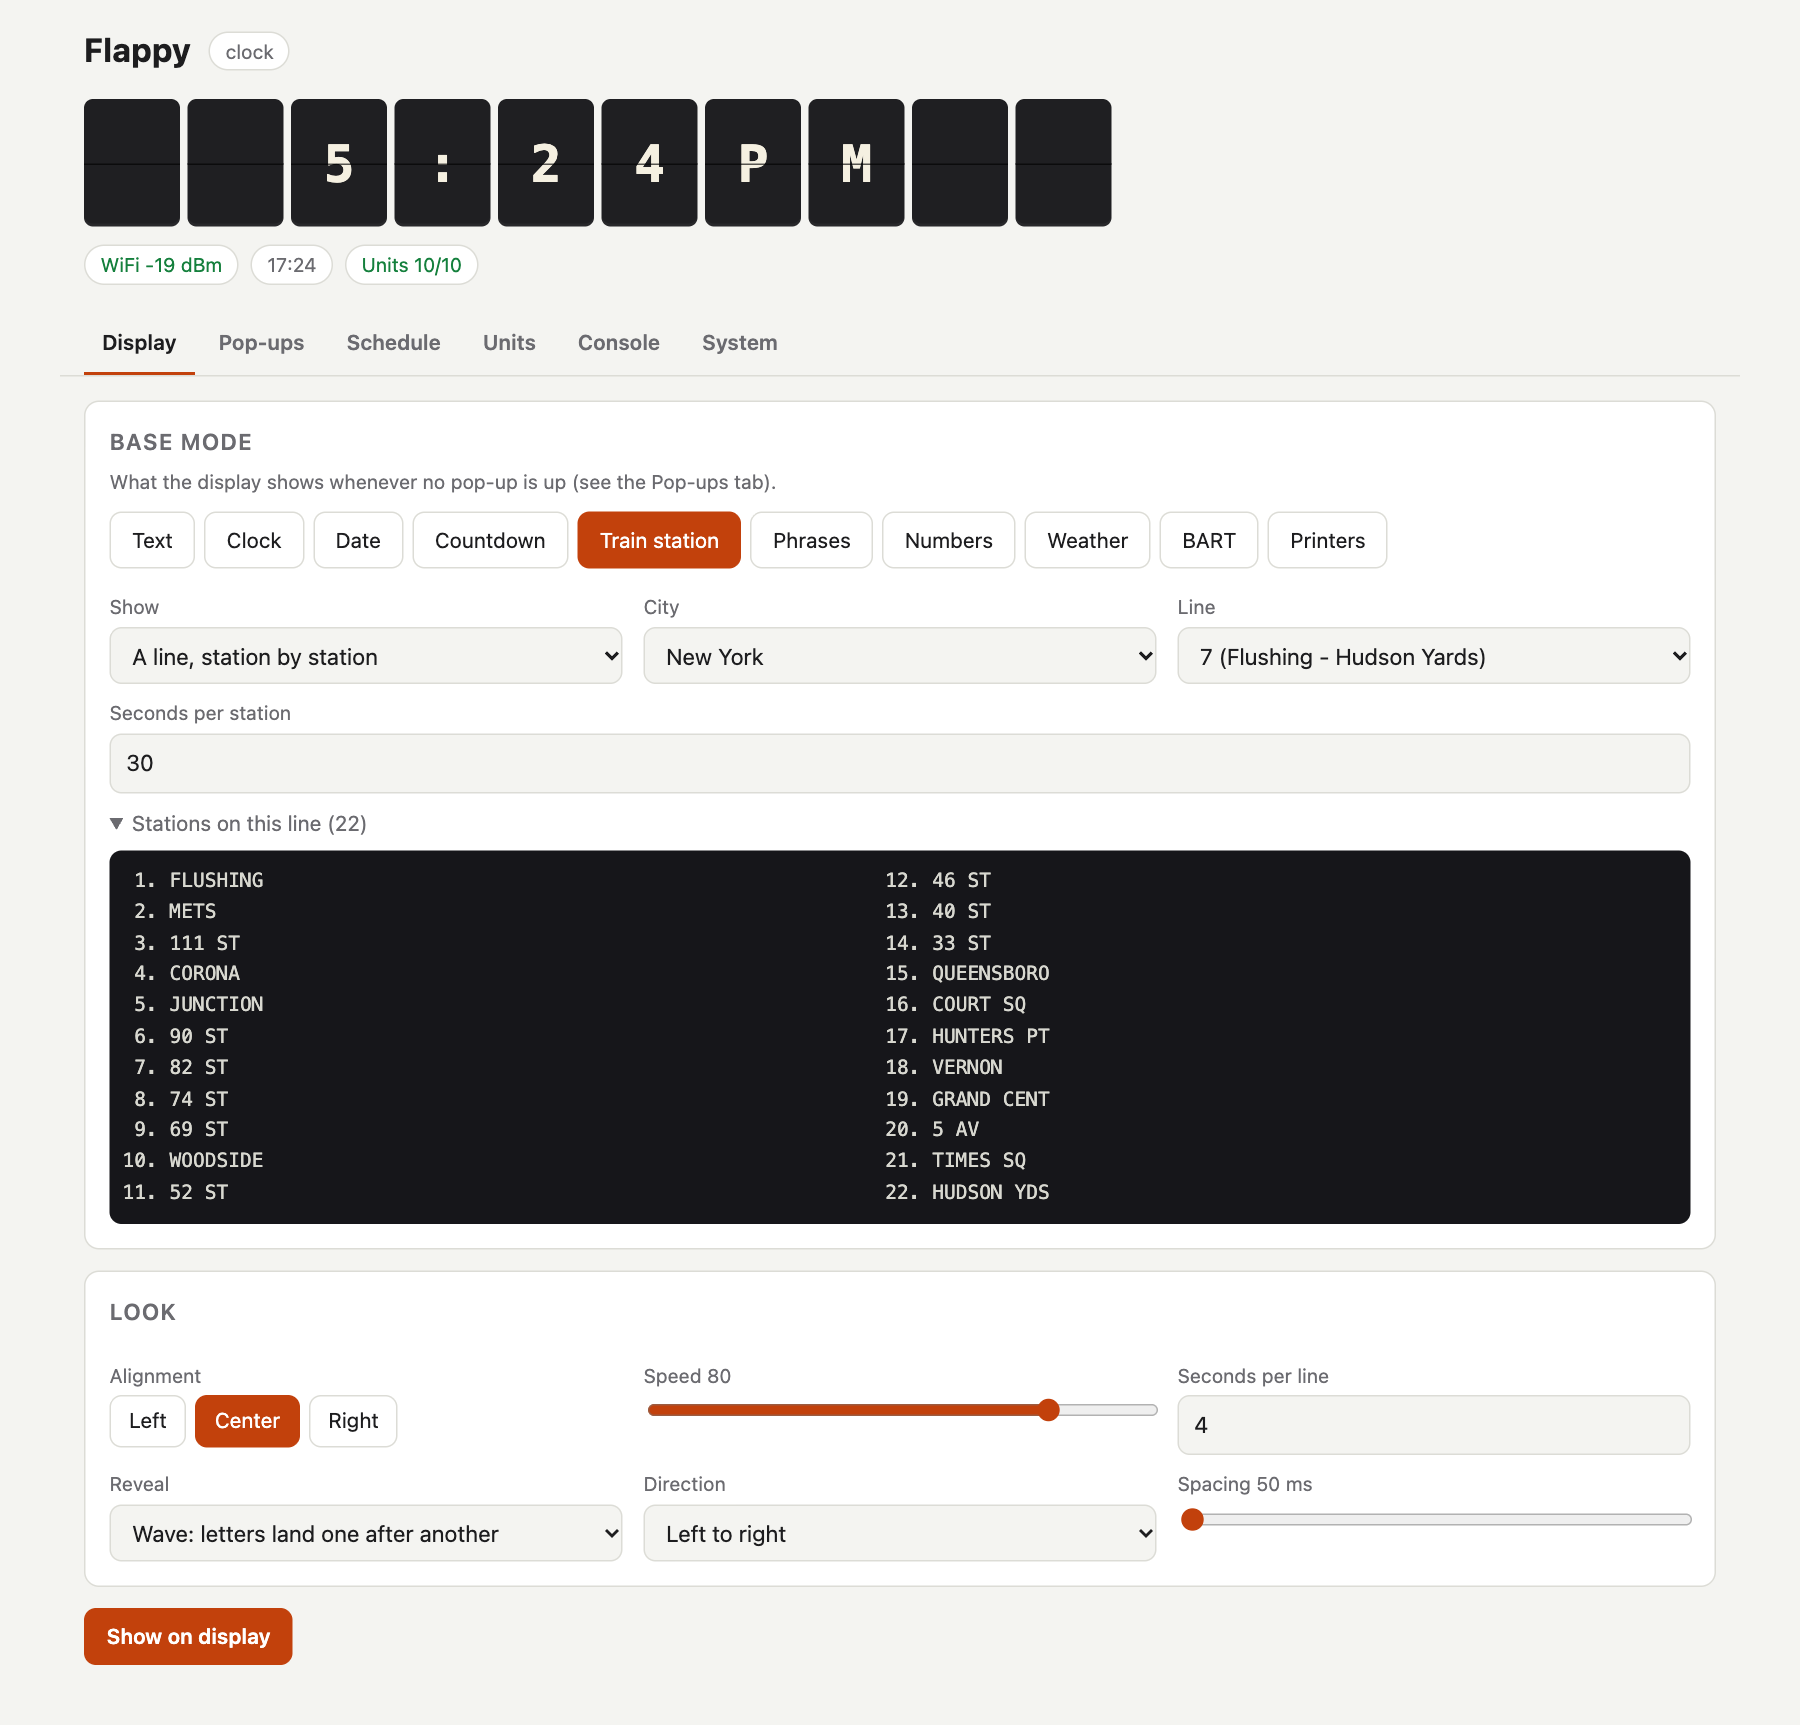 Flappy clock
5:24PM
WiFi -19 dBm 17:24 Units 10/10
Display Pop-ups Schedule Units Console System
BASE MODE
What the display shows whenever no pop-up is up (see the Pop-ups tab).
Text Clock Date Countdown Train station Phrases Numbers Weather BART Printers
Show City Line
A line, station by station New York 7 (Flushing - Hudson Yards)
Seconds per station
30
▼ Stations on this line (22)
1. FLUSHING
2. METS
3. 111 ST
4. CORONA
5. JUNCTION
6. 90 ST
7. 82 ST
8. 74 ST
9. 69 ST
10. WOODSIDE
11. 52 ST
12. 46 ST
13. 40 ST
14. 33 ST
15. QUEENSBORO
16. COURT SQ
17. HUNTERS PT
18. VERNON
19. GRAND CENT
20. 5 AV
21. TIMES SQ
22. HUDSON YDS
LOOK
Alignment Speed 80 Seconds per line
Left Center Right 4
Reveal Direction Spacing 50 ms
Wave: letters land one after another Left to right
Show on display